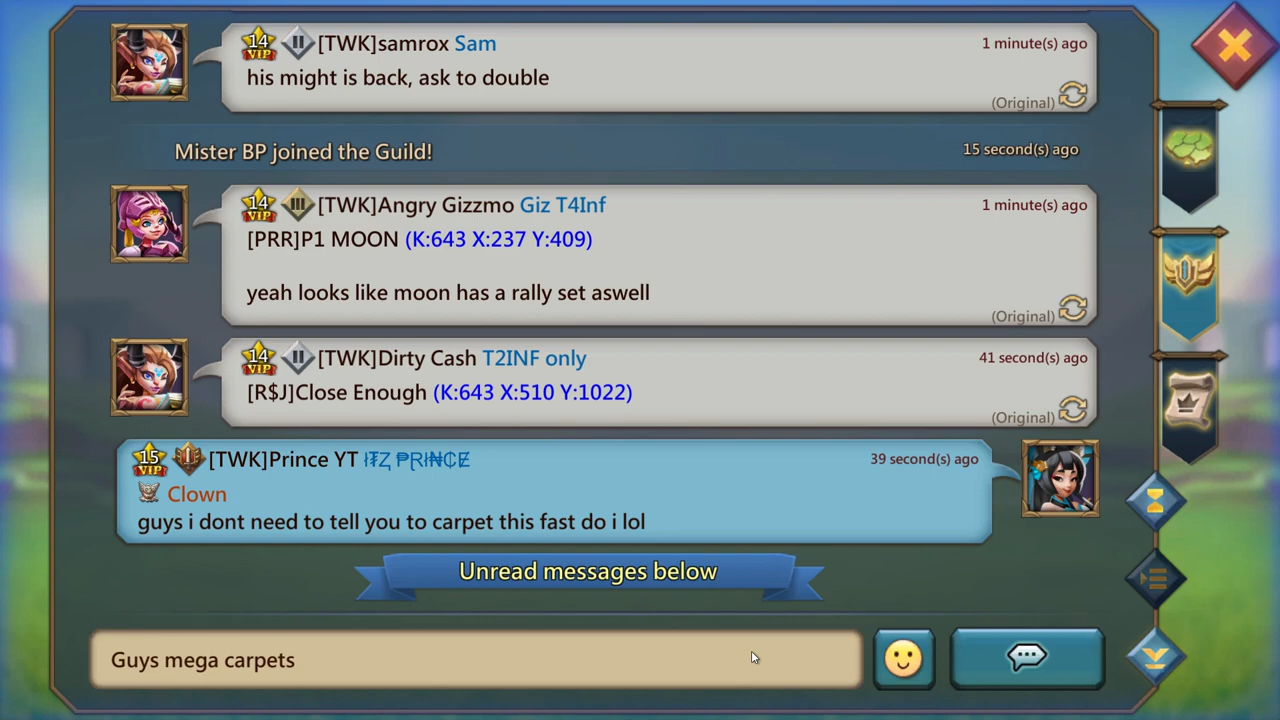 14 VIP II [TWK]samrox Sam 1 minute(s) ago
his might is back, ask to double
(Original)
Mister BP joined the Guild! 15 second(s) ago
14 VIP III [TWK]Angry Gizzmo Giz T4Inf 1 minute(s) ago
[PRR]P1 MOON (K:643 X:237 Y:409)
yeah looks like moon has a rally set aswell
(Original)
14 VIP II [TWK]Dirty Cash T2INF only 41 second(s) ago
[R$J]Close Enough (K:643 X:510 Y:1022)
(Original)
15 VIP I [TWK]Prince YT ł₮Ⱬ ₱Ɽł₦₵Ɇ 39 second(s) ago
Clown
guys i dont need to tell you to carpet this fast do i lol
Unread messages below
Guys mega carpets